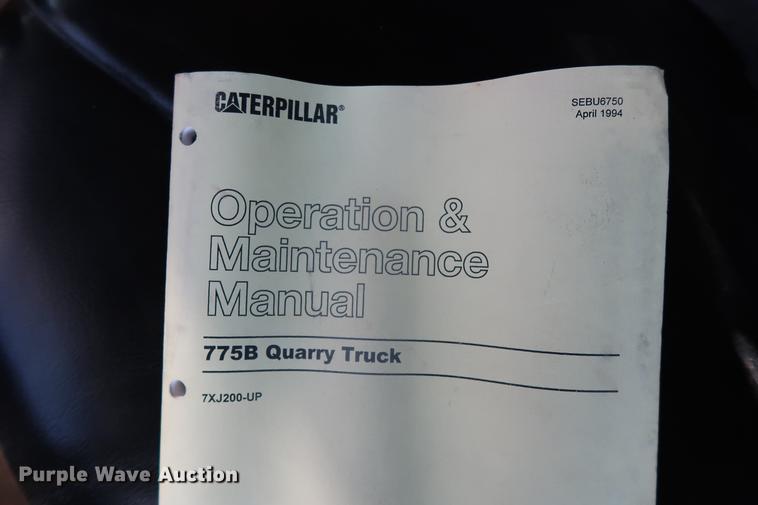 CATERPILLAR®
SEBU6750
April 1994
Operation &
Maintenance
Manual
775B Quarry Truck
7XJ200-UP
Purple Wave Auction